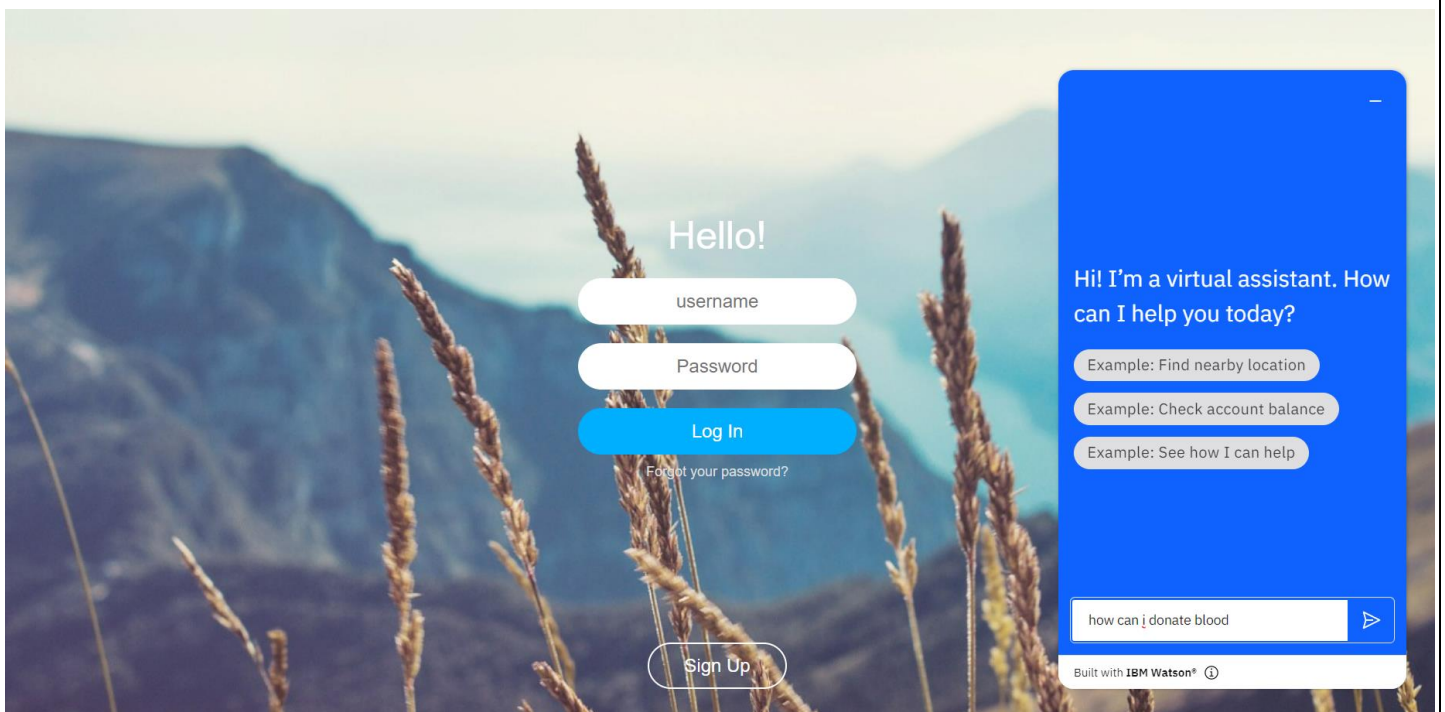 Hello!
username
Password
Log In
Forgot your password?
Sign Up
Hi! I’m a virtual assistant. How
can I help you today?
Example: Find nearby location
Example: Check account balance
Example: See how I can help
how can i donate blood
Built with IBM Watson®